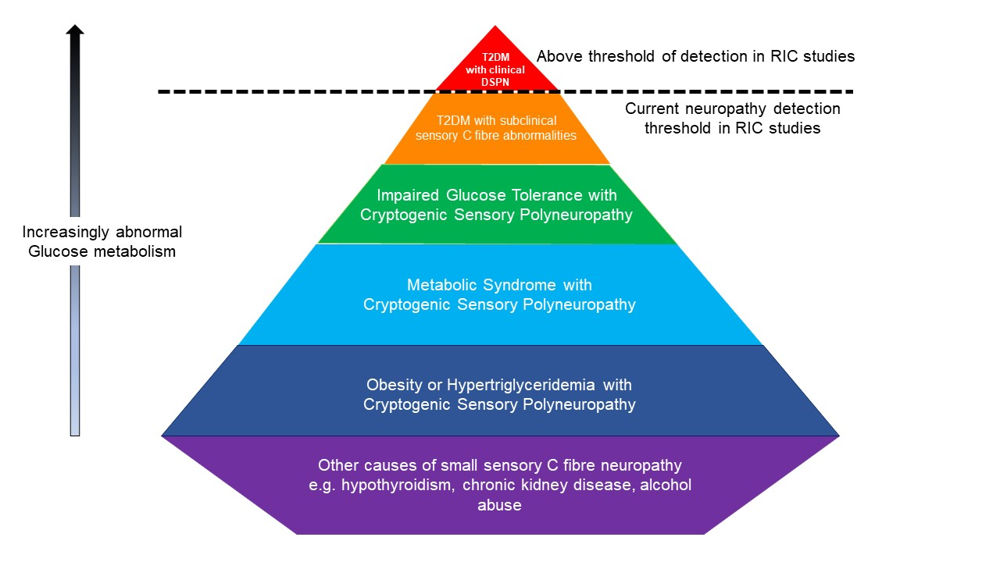 T2DM
with clinical
DSPN
Above threshold of detection in RIC studies
Current neuropathy detection
threshold in RIC studies
T2DM with subclinical
sensory C fibre abnormalities
Impaired Glucose Tolerance with
Cryptogenic Sensory Polyneuropathy
Increasingly abnormal
Glucose metabolism
Metabolic Syndrome with
Cryptogenic Sensory Polyneuropathy
Obesity or Hypertriglyceridemia with
Cryptogenic Sensory Polyneuropathy
Other causes of small sensory C fibre neuropathy
e.g. hypothyroidism, chronic kidney disease, alcohol
abuse